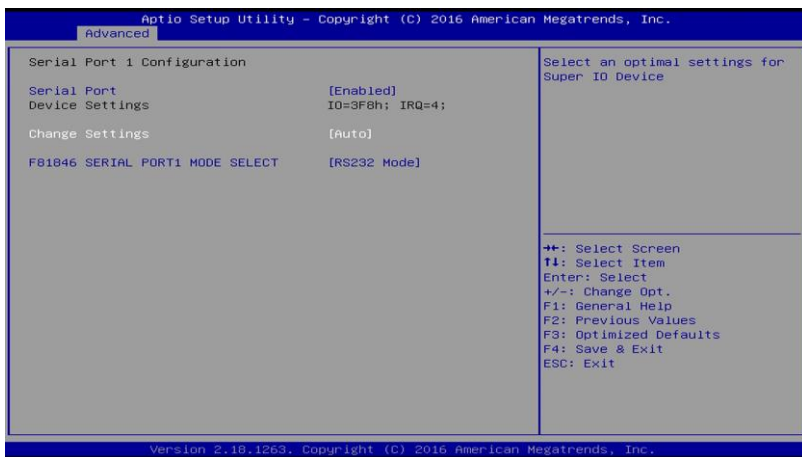 Aptio Setup Utility – Copyright (C) 2016 American Megatrends, Inc.
Advanced
Serial Port 1 Configuration
Serial Port [Enabled]
Device Settings IO=3F8h; IRQ=4;
Change Settings [Auto]
F81846 SERIAL PORT1 MODE SELECT [RS232 Mode]
Select an optimal settings for
Super IO Device
→←: Select Screen
↑↓: Select Item
Enter: Select
+/-: Change Opt.
F1: General Help
F2: Previous Values
F3: Optimized Defaults
F4: Save & Exit
ESC: Exit
Version 2.18.1263. Copyright (C) 2016 American Megatrends, Inc.